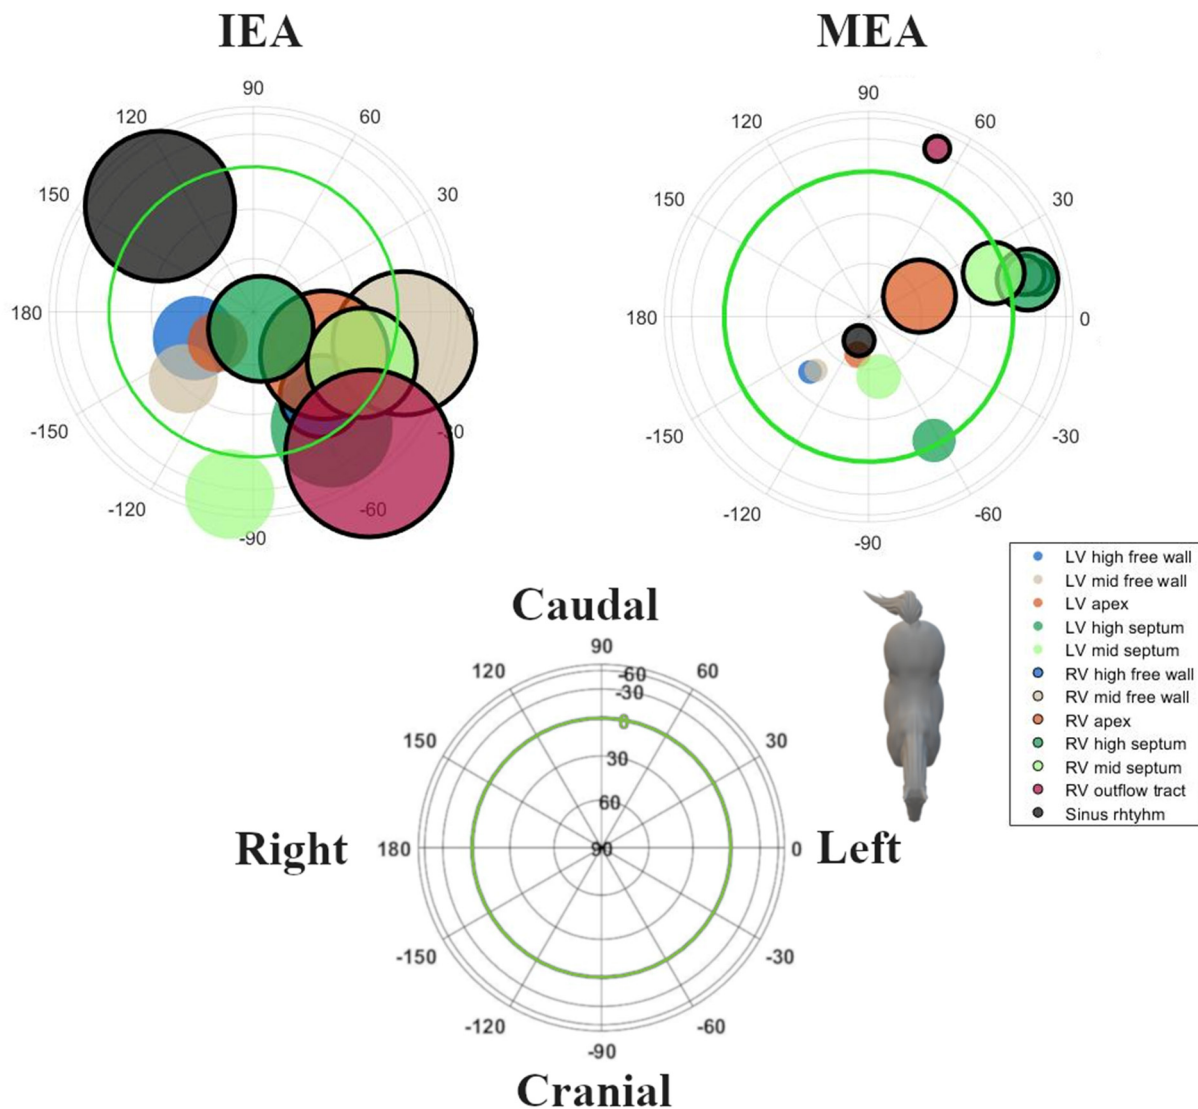 IEA
MEA
90
120
60
150
30
180
0
-150
-30
-120
-60
-90
90
120
60
150
30
180
0
-150
-30
-120
-60
-90
LV high free wall
LV mid free wall
LV apex
LV high septum
LV mid septum
RV high free wall
RV mid free wall
RV apex
RV high septum
RV mid septum
RV outflow tract
Sinus rhtyhm
Caudal
90
120
-60
60
-30
0
150
30
30
60
Right
180
90
0
Left
-150
-30
-120
-60
-90
Cranial